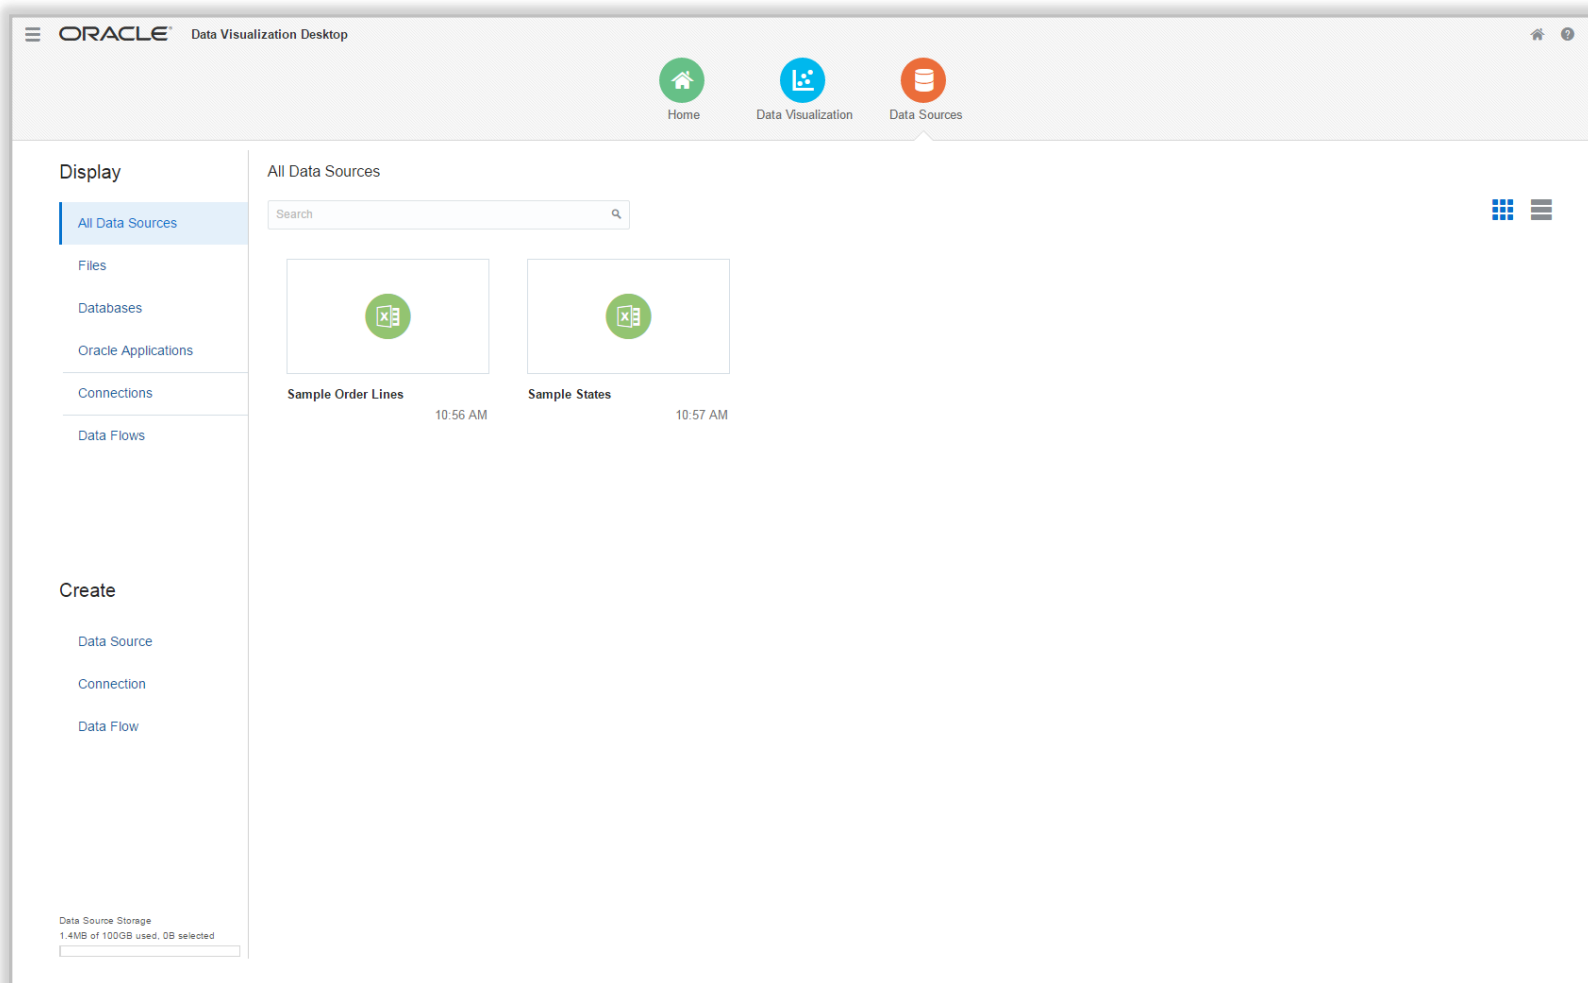 ORACLE Data Visualization Desktop
Home Data Visualization Data Sources
Display
All Data Sources
Files
Databases
Oracle Applications
Connections
Data Flows
Create
Data Source
Connection
Data Flow
Data Source Storage
1.4MB of 100GB used, 0B selected
All Data Sources
Search
Sample Order Lines
10:56 AM
Sample States
10:57 AM